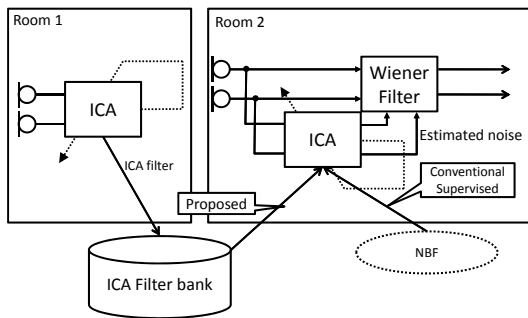 Room 1
Room 2
ICA
Wiener
Filter
ICA
Estimated noise
ICA filter
Proposed
Conventional
Supervised
ICA Filter bank
NBF